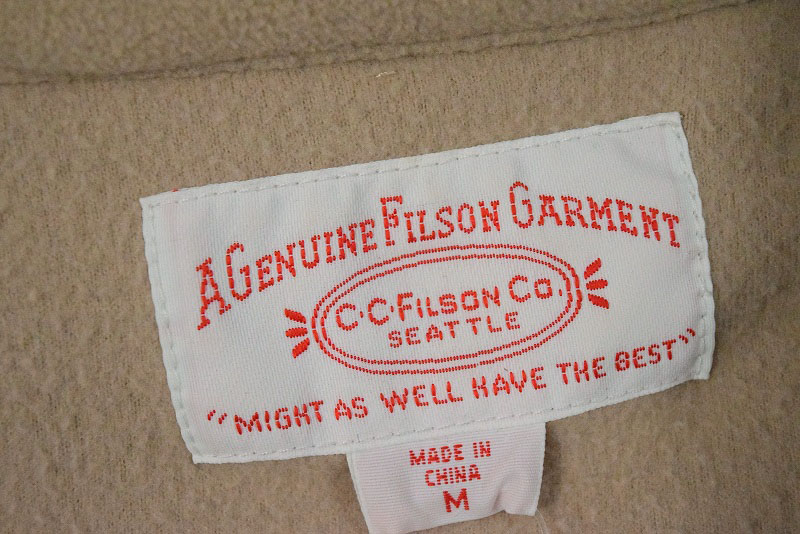 A GENUINE FILSON GARMENT
C.C. FILSON Co.
SEATTLE
"MIGHT AS WELL HAVE THE BEST"
MADE IN
CHINA
M